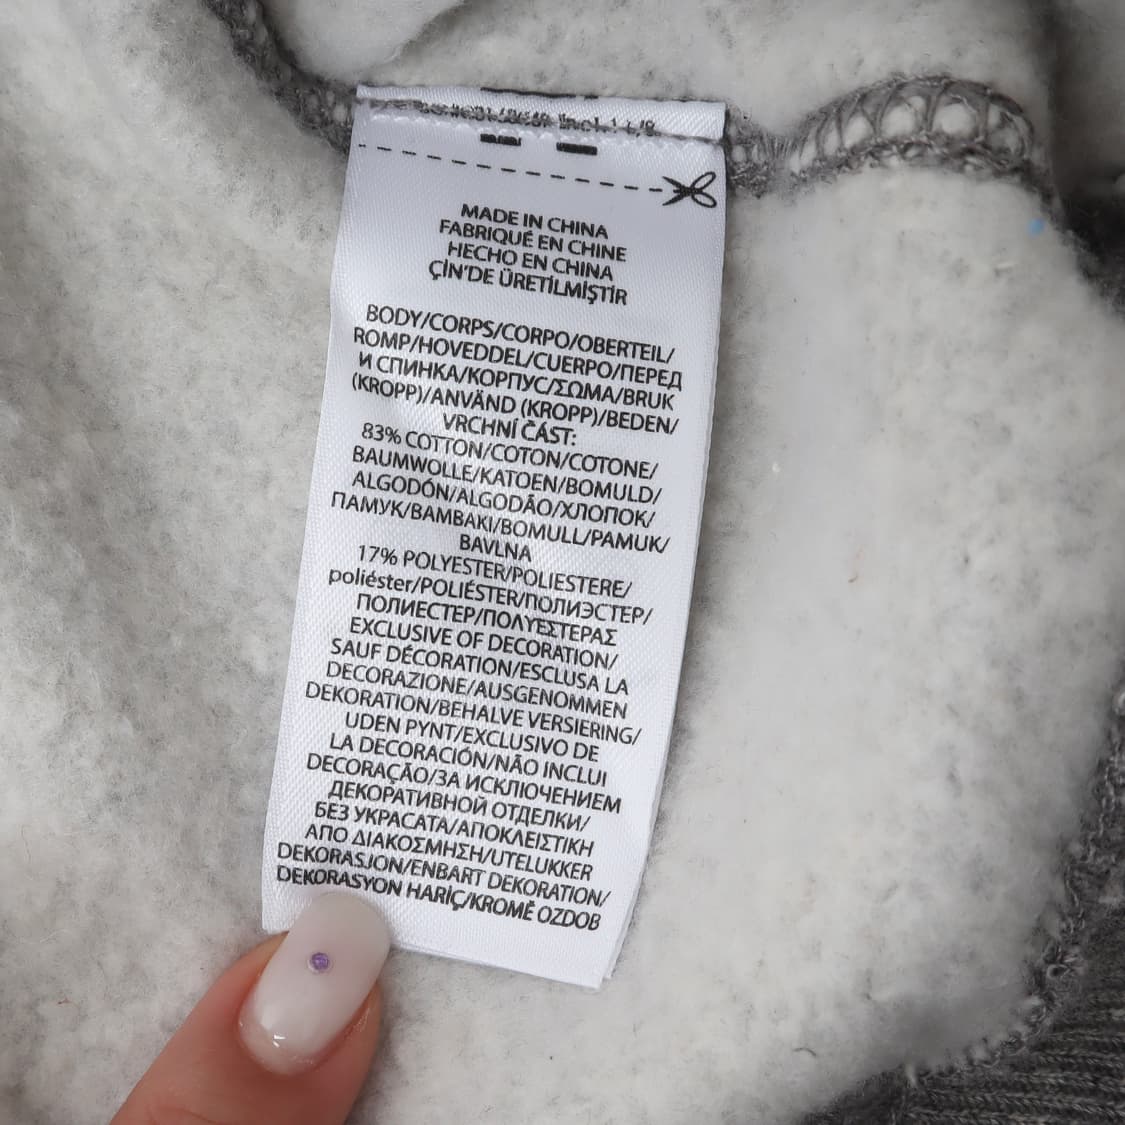 MADE IN CHINA
FABRIQUÉ EN CHINE
HECHO EN CHINA
ÇİN'DE ÜRETİLMİŞTİR
BODY/CORPS/CORPO/OBERTEIL/
ROMP/HOVEDDEL/CUERPO/ПЕРЕД
И СПИНКА/КОРПУС/ΣΩΜΑ/BRUK
(KROPP)/ANVÄND (KROPP)/BEDEN/
VRCHNÍ ČÁST:
83% COTTON/COTON/COTONE/
BAUMWOLLE/KATOEN/BOMULD/
ALGODÓN/ALGODÃO/ХЛОПОК/
ПАМУК/ΒΑΜΒΑΚΙ/BOMULL/PAMUK/
BAVLNA
17% POLYESTER/POLIESTERE/
poliéster/POLIÉSTER/ПОЛИЭСТЕР/
ПОЛИЕСТЕР/ΠΟΛΥΕΣΤΕΡΑΣ
EXCLUSIVE OF DECORATION/
SAUF DÉCORATION/ESCLUSA LA
DECORAZIONE/AUSGENOMMEN
DEKORATION/BEHALVE VERSIERING/
UDEN PYNT/EXCLUSIVO DE
LA DECORACIÓN/NÃO INCLUI
DECORAÇÃO/ЗА ИСКЛЮЧЕНИЕМ
ДЕКОРАТИВНОЙ ОТДЕЛКИ/
БЕЗ УКРАСАТА/ΑΠΟΚΛΕΙΣΤΙΚΗ
ΑΠΟ ΔΙΑΚΟΣΜΗΣΗ/UTELUKKER
DEKORASJON/ENBART DEKORATION/
DEKORASYON HARİÇ/KROMĚ OZDOB